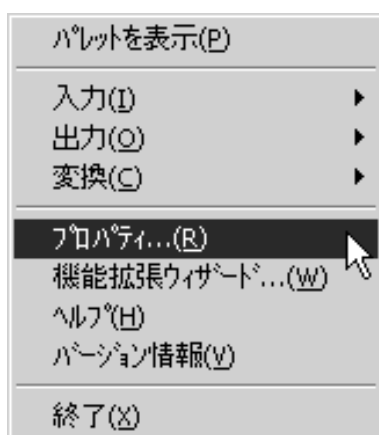 ﾊﾟﾚｯﾄを表示(P)
入力(I)
出力(O)
変換(C)
ﾌﾟﾛﾊﾟﾃｨ...(R)
機能拡張ｳｨｻﾞｰﾄﾞ...(W)
ﾍﾙﾌﾟ(H)
ﾊﾞｰｼﾞｮﾝ情報(V)
終了(X)